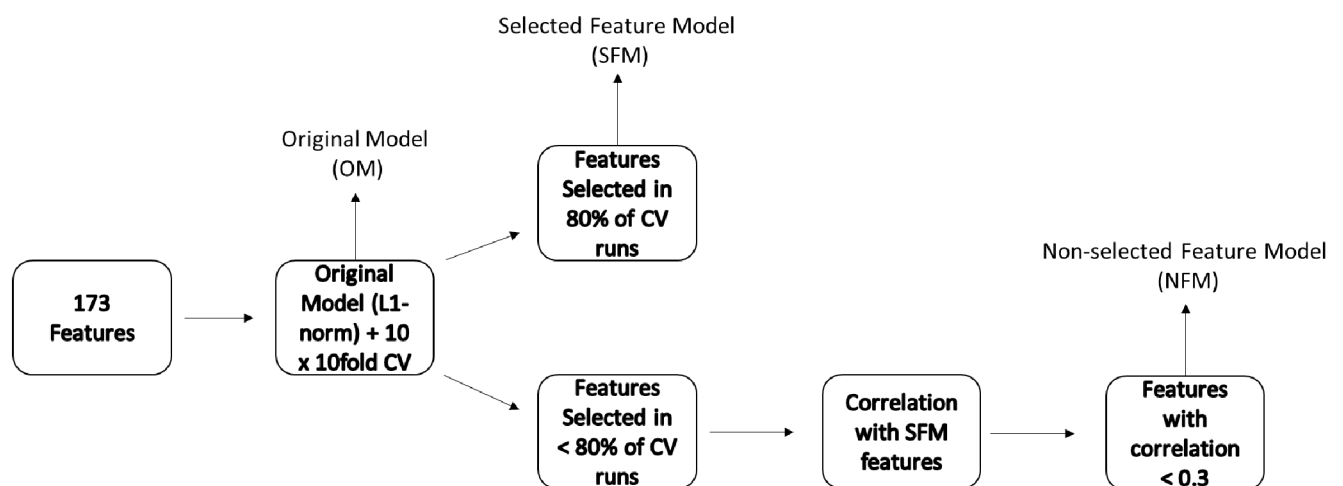 Selected Feature Model
(SFM)
Original Model
(OM)
Features
Selected in
80% of CV
runs
Non-selected Feature Model
(NFM)
173
Features
Original
Model (L1-
norm) + 10
x 10fold CV
Features
Selected in
< 80% of CV
runs
Correlation
with SFM
features
Features
with
correlation
< 0.3